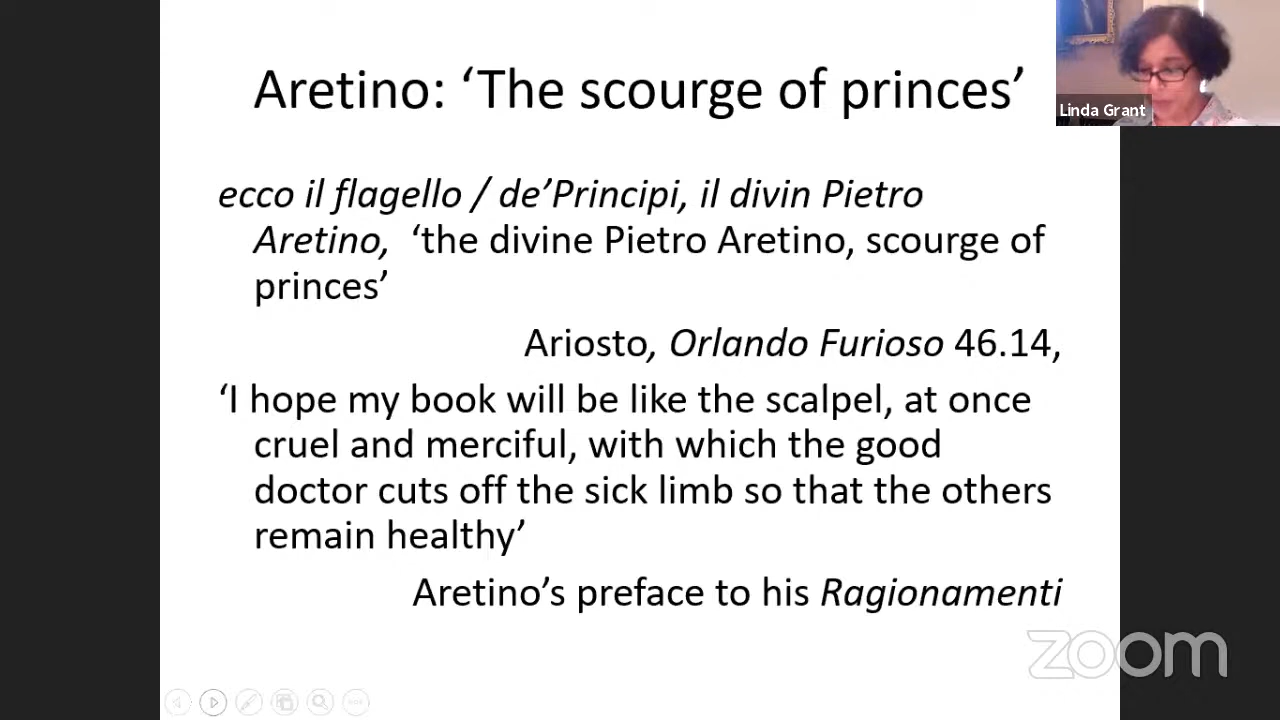 Aretino: ‘The scourge of princes’
Linda Grant
ecco il flagello / de’Principi, il divin Pietro
Aretino, ‘the divine Pietro Aretino, scourge of
princes’
Ariosto, Orlando Furioso 46.14,
‘I hope my book will be like the scalpel, at once
cruel and merciful, with which the good
doctor cuts off the sick limb so that the others
remain healthy’
Aretino’s preface to his Ragionamenti
zoom